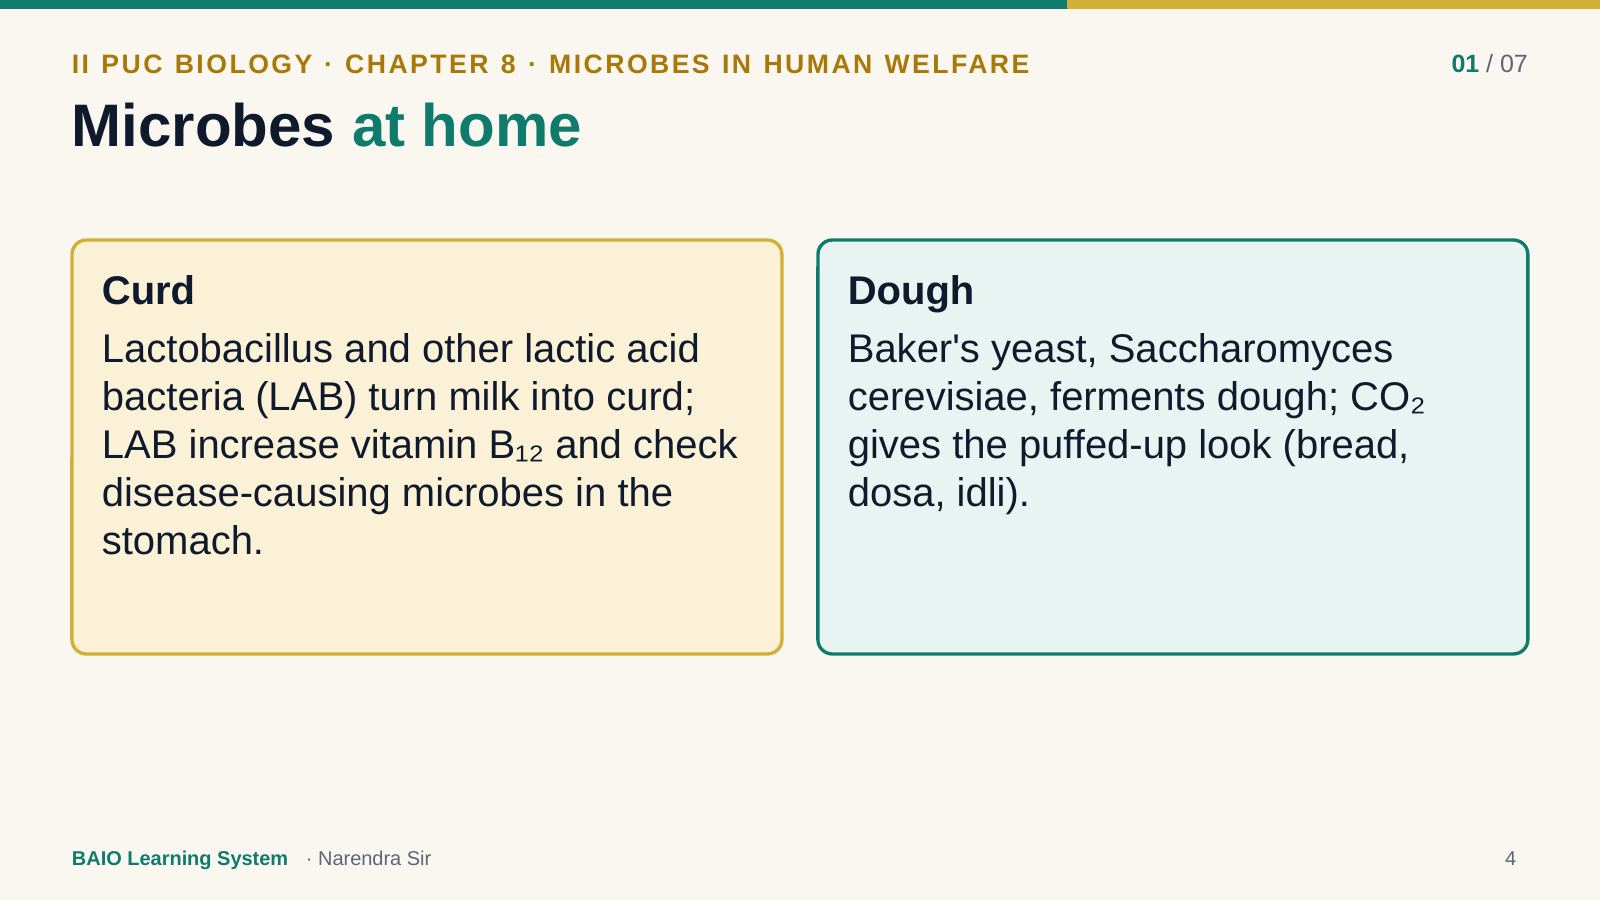 II PUC BIOLOGY · CHAPTER 8 · MICROBES IN HUMAN WELFARE
01 / 07
Microbes at home
Curd
Lactobacillus and other lactic acid
bacteria (LAB) turn milk into curd;
LAB increase vitamin B₁₂ and check
disease-causing microbes in the
stomach.
Dough
Baker's yeast, Saccharomyces
cerevisiae, ferments dough; CO₂
gives the puffed-up look (bread,
dosa, idli).
BAIO Learning System · Narendra Sir
4